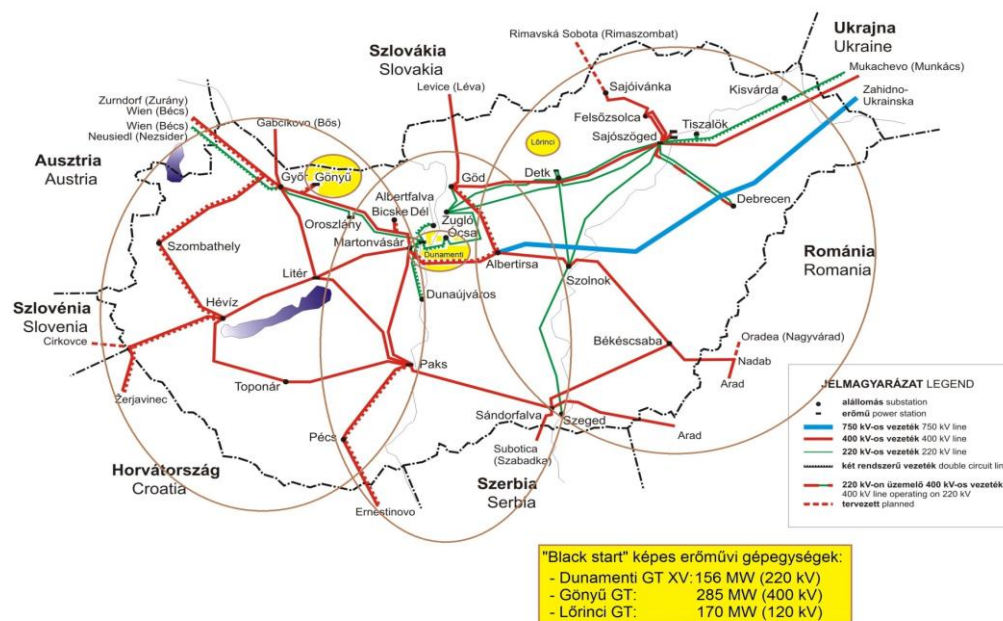 Rimavská Sobota (Rimaszombat)
Ukrajna
Ukraine
Szlovákia
Slovakia
Mukachevo (Munkács)
Levice (Léva)
Sajóivánka
Kisvárda
Zahidno-
Ukrainska
Zurndorf (Zurány)
Wien (Bécs)
Wien (Bécs)
Neusiedl (Nezsider)
Gabcikovo (Bős)
Felsőzsolca
Sajószöged
Tiszalök
Lőrinci
Ausztria
Austria
Győr
Gönyű
Göd
Detk
Debrecen
Albertfalva
Bicske Dél
Oroszlány
Zugló
Ócsa
Martonvásár
Dunamenti
Albertirsa
Szombathely
Szolnok
Románia
Romania
Litér
Dunaújváros
Hévíz
Szlovénia
Slovenia
Cirkovce
Oradea (Nagyvárad)
Békéscsaba
Nadab
Arad
Paks
Toponár
Žerjavinec
Sándorfalva
Szeged
Arad
Pécs
Subotica
(Szabadka)
Horvátország
Croatia
Szerbia
Serbia
Ernestinovo
JELMAGYARÁZAT LEGEND
alállomás substation
erőmű power station
750 kV-os vezeték 750 kV line
400 kV-os vezeték 400 kV line
220 kV-os vezeték 220 kV line
két rendszerű vezeték double circuit lin
220 kV-on üzemelő 400 kV-os vezeték
400 kV line operating on 220 kV
tervezett planned
"Black start" képes erőművi gépegységek:
- Dunamenti GT XV: 156 MW (220 kV)
- Gönyű GT: 285 MW (400 kV)
- Lőrinci GT: 170 MW (120 kV)